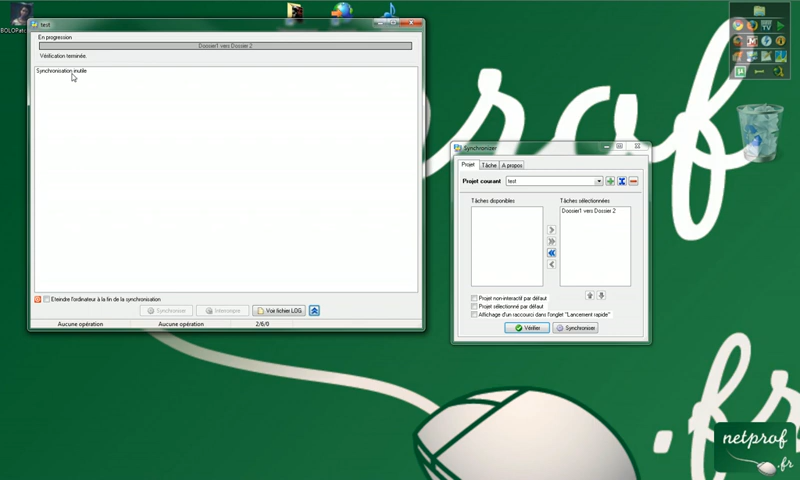 BOLOPatc
test
En progression
Dossier1 vers Dossier 2
Vérification terminée.
Synchronisation inutile
Eteindre l'ordinateur à la fin de la synchronisation
Synchroniser
Interrompre
Voir fichier LOG
Aucune opération
Aucune opération
2/6/0
Synchronizer
Projet
Tâche
A propos
Projet courant
test
Tâches disponibles
Tâches sélectionnées
Dossier1 vers Dossier 2
Projet non-interactif par défaut
Projet sélectionné par défaut
Affichage d'un raccourci dans l'onglet "Lancement rapide"
Vérifier
Synchroniser
TV
netprof
.fr